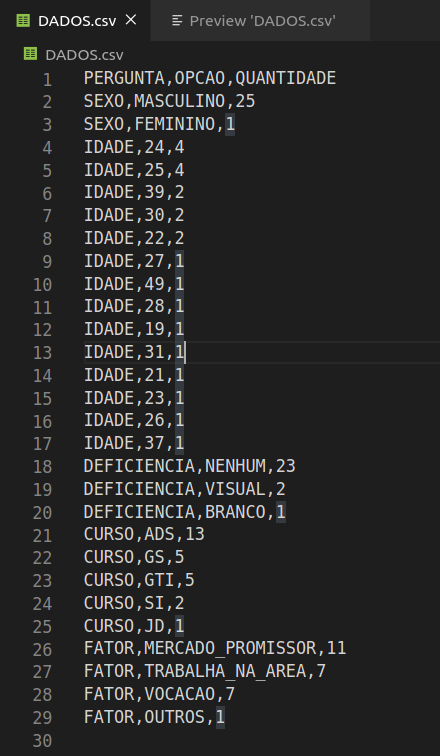 DADOS.csv Preview 'DADOS.csv'
DADOS.csv
1 PERGUNTA,OPCAO,QUANTIDADE
2 SEXO,MASCULINO,25
3 SEXO,FEMININO,1
4 IDADE,24,4
5 IDADE,25,4
6 IDADE,39,2
7 IDADE,30,2
8 IDADE,22,2
9 IDADE,27,1
10 IDADE,49,1
11 IDADE,28,1
12 IDADE,19,1
13 IDADE,31,1
14 IDADE,21,1
15 IDADE,23,1
16 IDADE,26,1
17 IDADE,37,1
18 DEFICIENCIA,NENHUM,23
19 DEFICIENCIA,VISUAL,2
20 DEFICIENCIA,BRANCO,1
21 CURSO,ADS,13
22 CURSO,GS,5
23 CURSO,GTI,5
24 CURSO,SI,2
25 CURSO,JD,1
26 FATOR,MERCADO_PROMISSOR,11
27 FATOR,TRABALHA_NA_AREA,7
28 FATOR,VOCACAO,7
29 FATOR,OUTROS,1
30